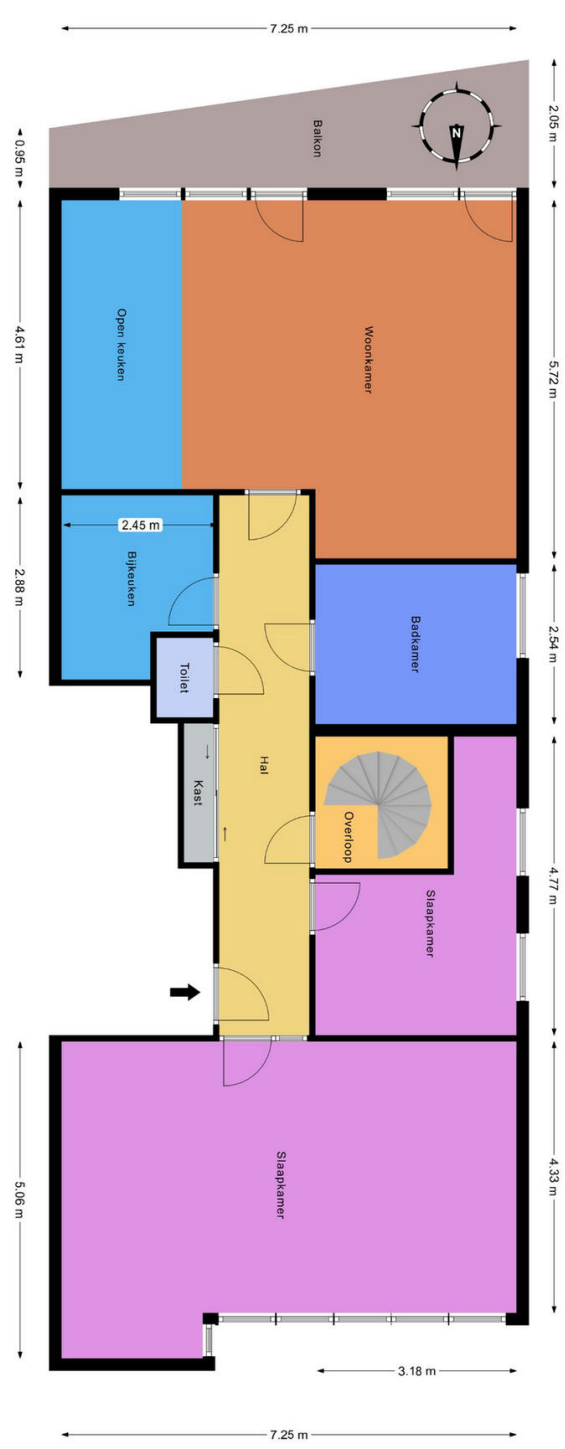 7.25 m
2.05 m
0.95 m
Balkon
N
4.61 m
Open keuken
Woonkamer
5.72 m
2.45 m
2.88 m
Bijkeuken
Badkamer
2.54 m
Toilet
Hal
Kast
Overloop
4.77 m
Slaapkamer
5.06 m
Slaapkamer
4.33 m
3.18 m
7.25 m